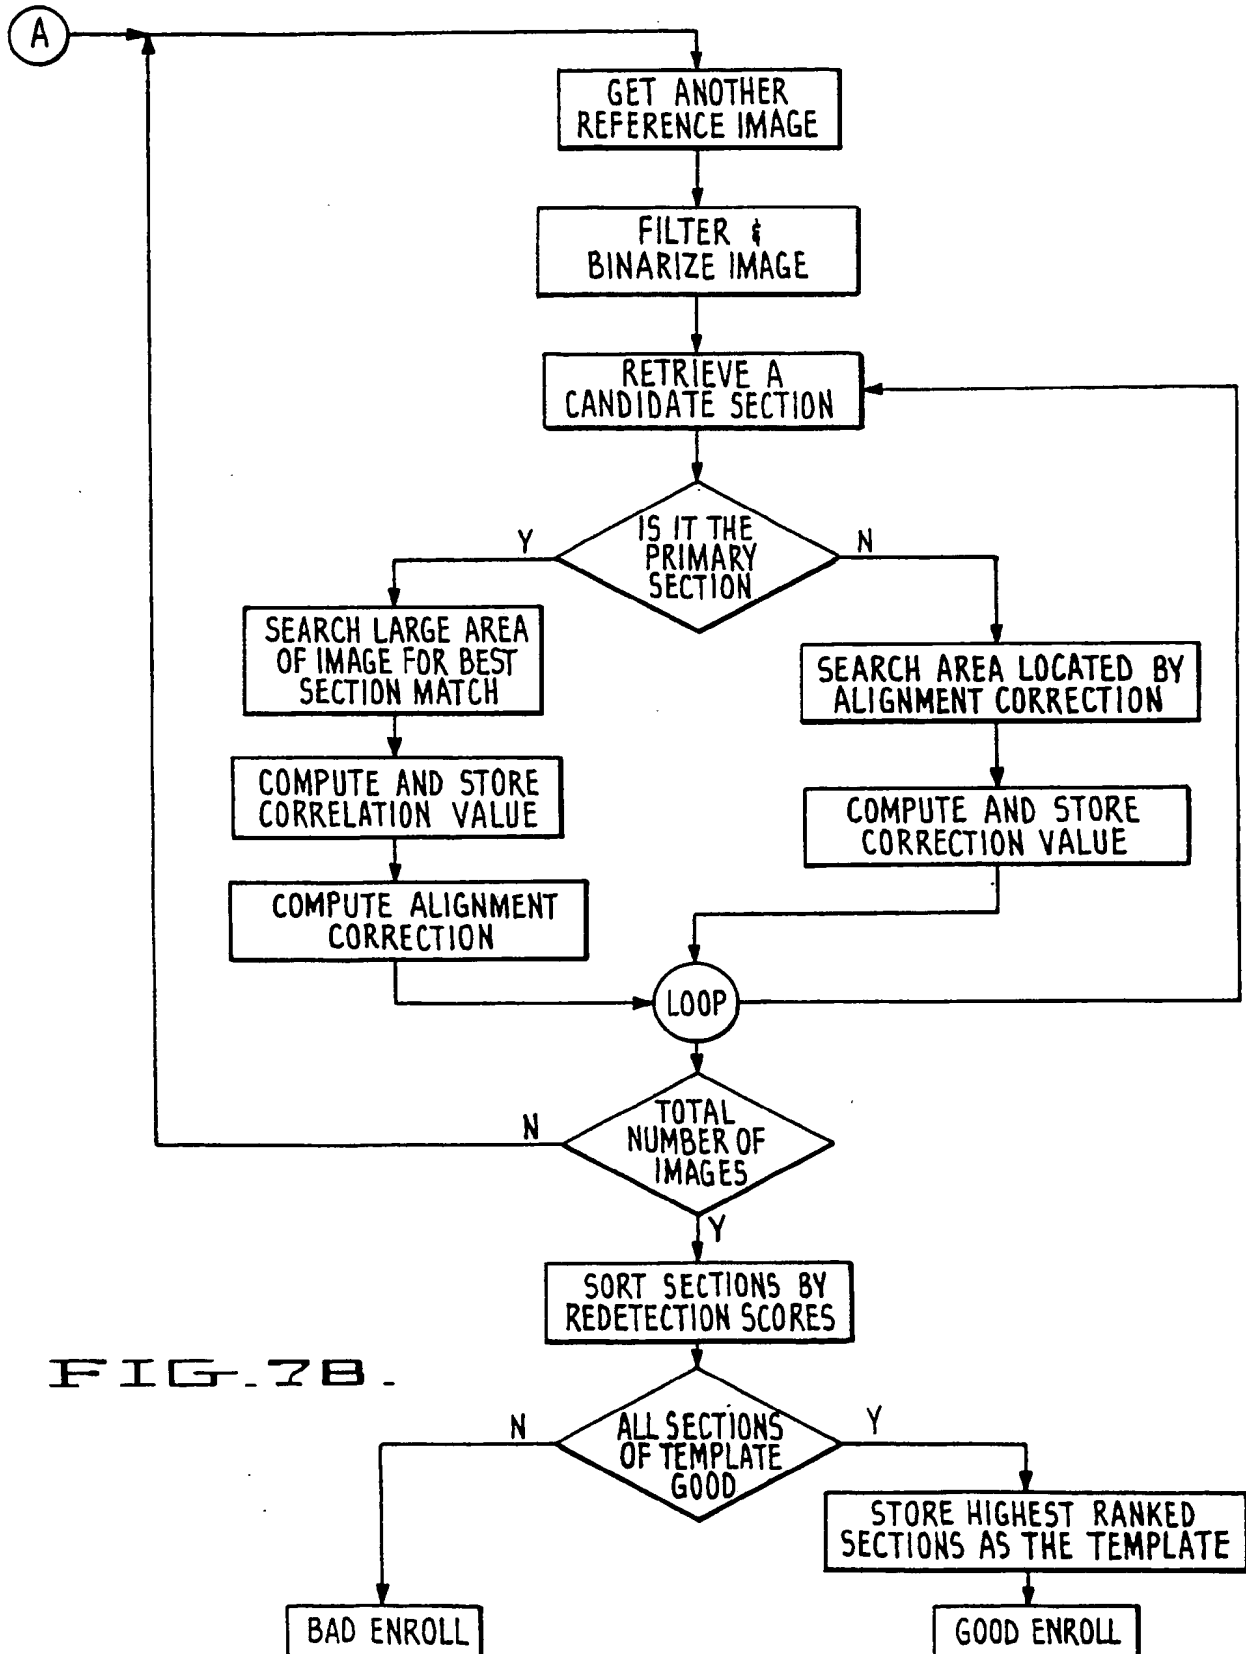 A
GET ANOTHER
REFERENCE IMAGE
FILTER &
BINARIZE IMAGE
RETRIEVE A
CANDIDATE SECTION
IS IT THE
PRIMARY
SECTION
Y
N
SEARCH LARGE AREA
OF IMAGE FOR BEST
SECTION MATCH
SEARCH AREA LOCATED BY
ALIGNMENT CORRECTION
COMPUTE AND STORE
CORRELATION VALUE
COMPUTE AND STORE
CORRECTION VALUE
COMPUTE ALIGNMENT
CORRECTION
LOOP
TOTAL
NUMBER OF
IMAGES
N
Y
SORT SECTIONS BY
REDETECTION SCORES
FIG. 7B.
ALL SECTIONS
OF TEMPLATE
GOOD
N
Y
STORE HIGHEST RANKED
SECTIONS AS THE TEMPLATE
BAD ENROLL
GOOD ENROLL